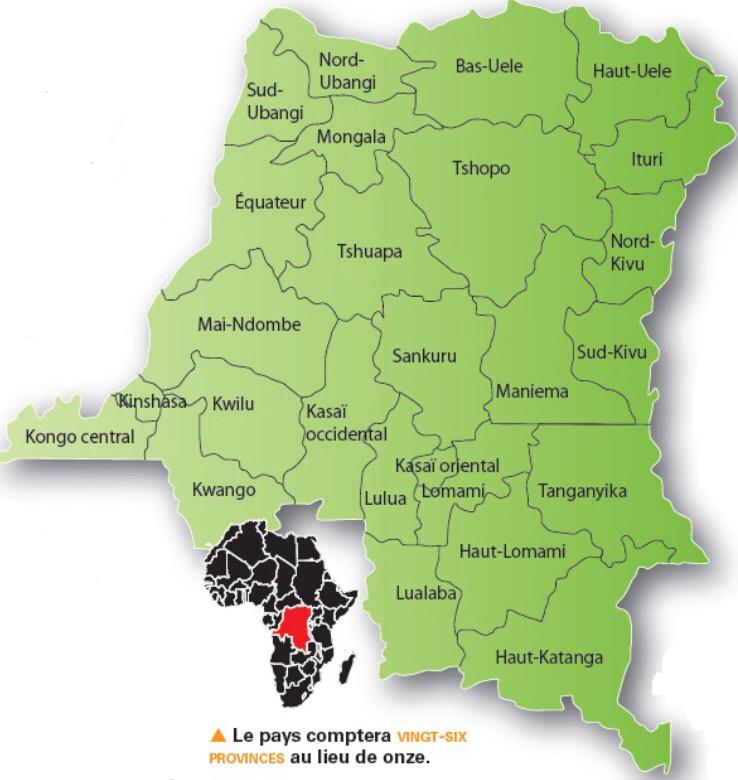 Nord-
Ubangi
Bas-Uele
Haut-Uele
Sud-
Ubangi
Mongala
Tshopo
Ituri
Équateur
Tshuapa
Nord-
Kivu
Mai-Ndombe
Sankuru
Sud-Kivu
Maniema
Kinshasa
Kwilu
Kasaï
occidental
Kongo central
Kasaï oriental
Kwango
Lulua
Lomami
Tanganyika
Haut-Lomami
Lualaba
Haut-Katanga
▲ Le pays comptera VINGT-SIX
PROVINCES au lieu de onze.